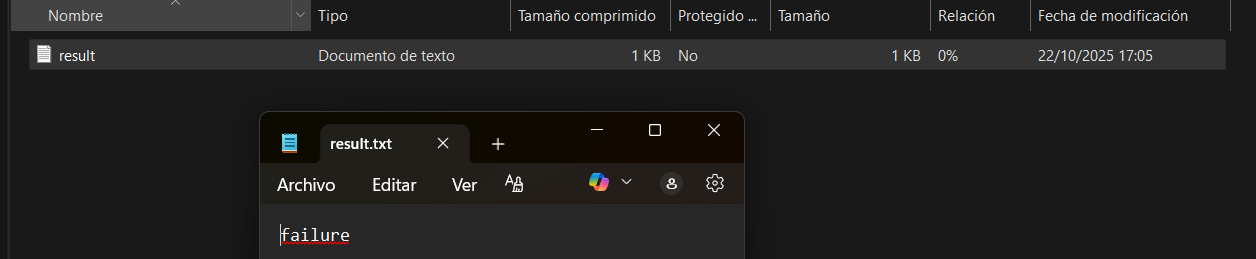 Nombre Tipo Tamaño comprimido Protegido ... Tamaño Relación Fecha de modificación
result Documento de texto 1 KB No 1 KB 0% 22/10/2025 17:05
result.txt
Archivo Editar Ver
failure